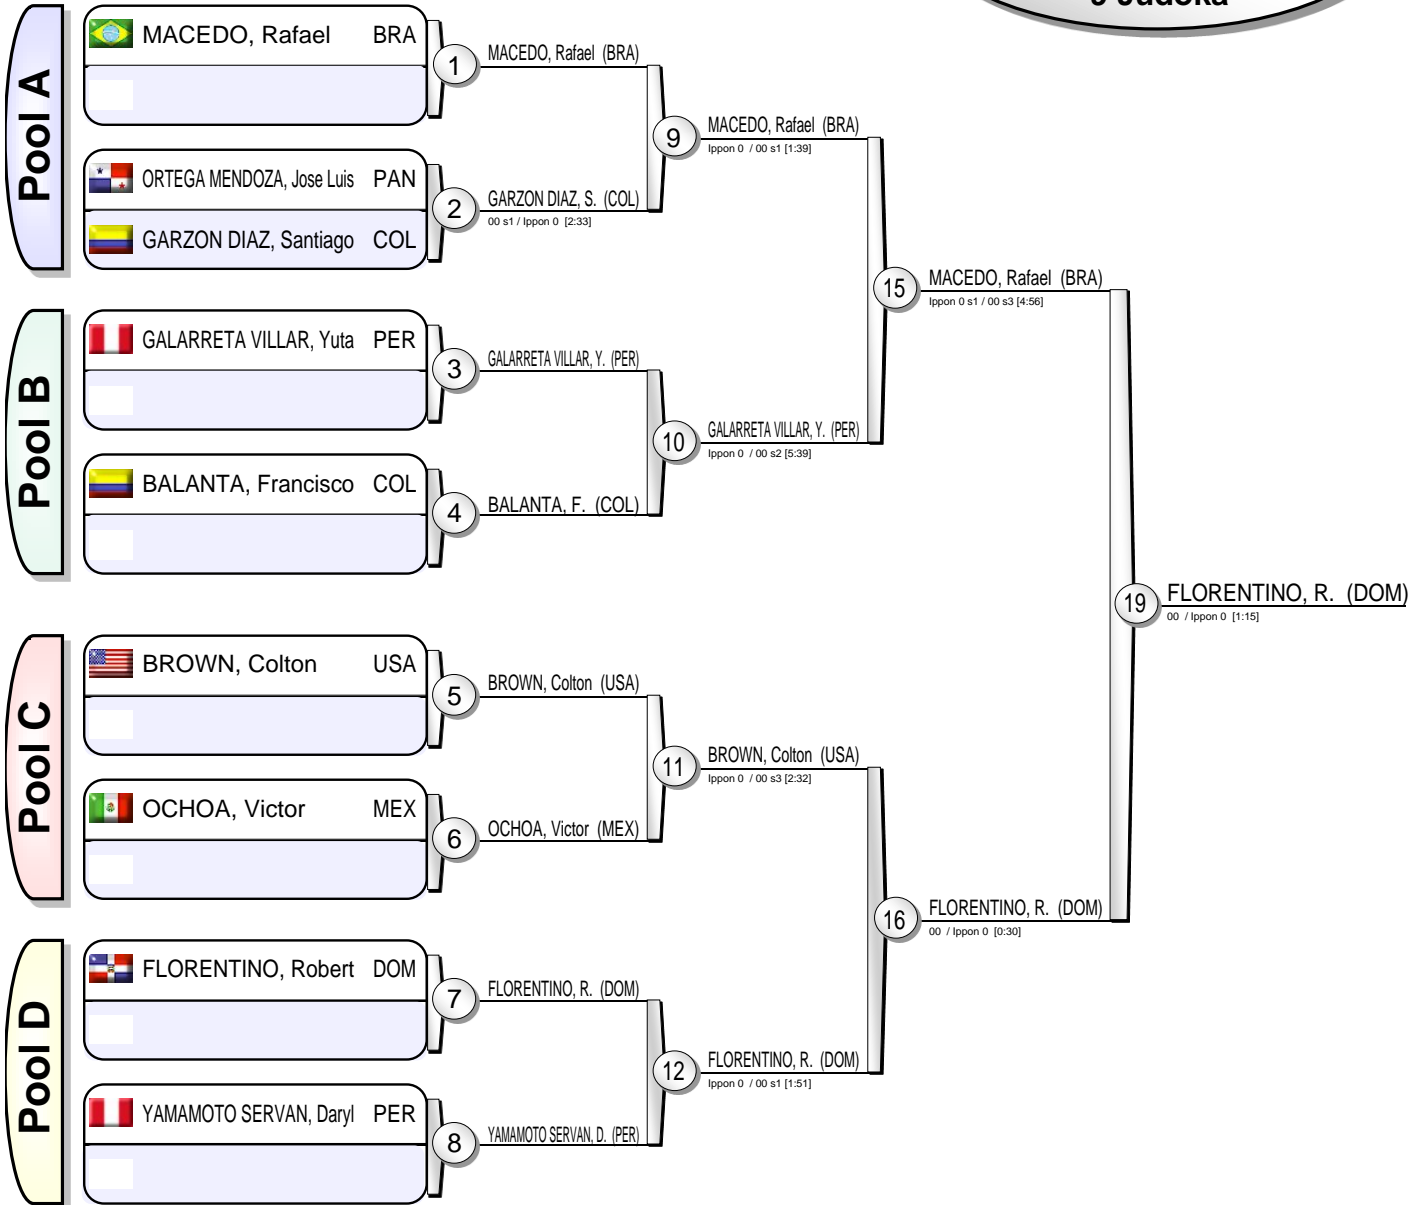 9 Judoka
Pool A
MACEDO, Rafael BRA
1
MACEDO, Rafael (BRA)
ORTEGA MENDOZA, Jose Luis PAN
GARZON DIAZ, Santiago COL
2
GARZON DIAZ, S. (COL)
00 s1 / Ippon 0 [2:33]
9
MACEDO, Rafael (BRA)
Ippon 0 / 00 s1 [1:39]
Pool B
GALARRETA VILLAR, Yuta PER
3
GALARRETA VILLAR, Y. (PER)
BALANTA, Francisco COL
4
BALANTA, F. (COL)
10
GALARRETA VILLAR, Y. (PER)
Ippon 0 / 00 s2 [5:39]
15
MACEDO, Rafael (BRA)
Ippon 0 s1 / 00 s3 [4:56]
Pool C
BROWN, Colton USA
5
BROWN, Colton (USA)
OCHOA, Victor MEX
6
OCHOA, Victor (MEX)
11
BROWN, Colton (USA)
Ippon 0 / 00 s3 [2:32]
Pool D
FLORENTINO, Robert DOM
7
FLORENTINO, R. (DOM)
YAMAMOTO SERVAN, Daryl PER
8
YAMAMOTO SERVAN, D. (PER)
12
FLORENTINO, R. (DOM)
Ippon 0 / 00 s1 [1:51]
16
FLORENTINO, R. (DOM)
00 / Ippon 0 [0:30]
19
FLORENTINO, R. (DOM)
00 / Ippon 0 [1:15]